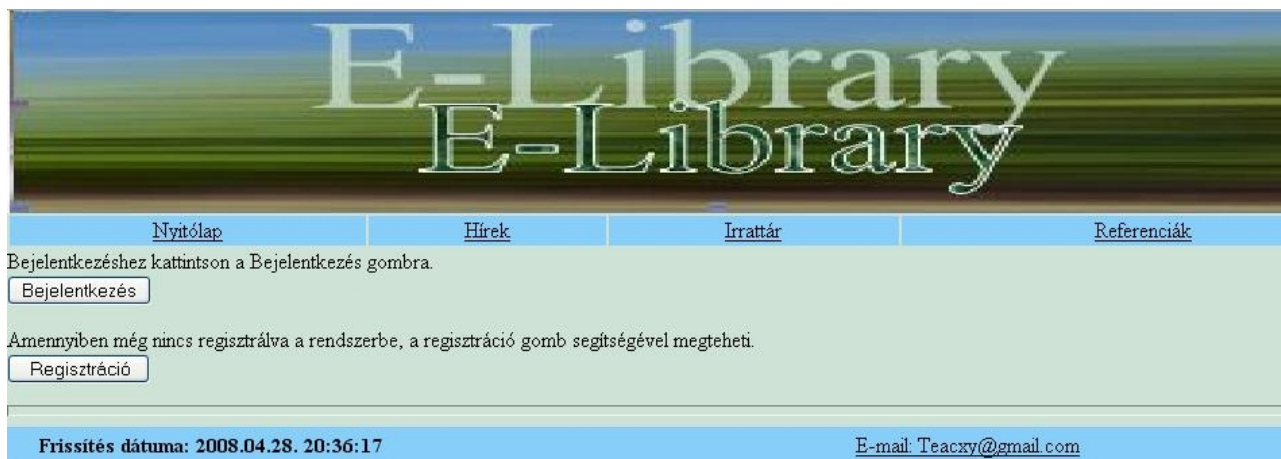 E-Library
E-Library
Nyitólap Hírek Irrattár Referenciák
Bejelentkezéshez kattintson a Bejelentkezés gombra.
Bejelentkezés
Amennyiben még nincs regisztrálva a rendszerbe, a regisztráció gomb segítségével megteheti.
Regisztráció
Frissítés dátuma: 2008.04.28. 20:36:17 E-mail: Teacxy@gmail.com